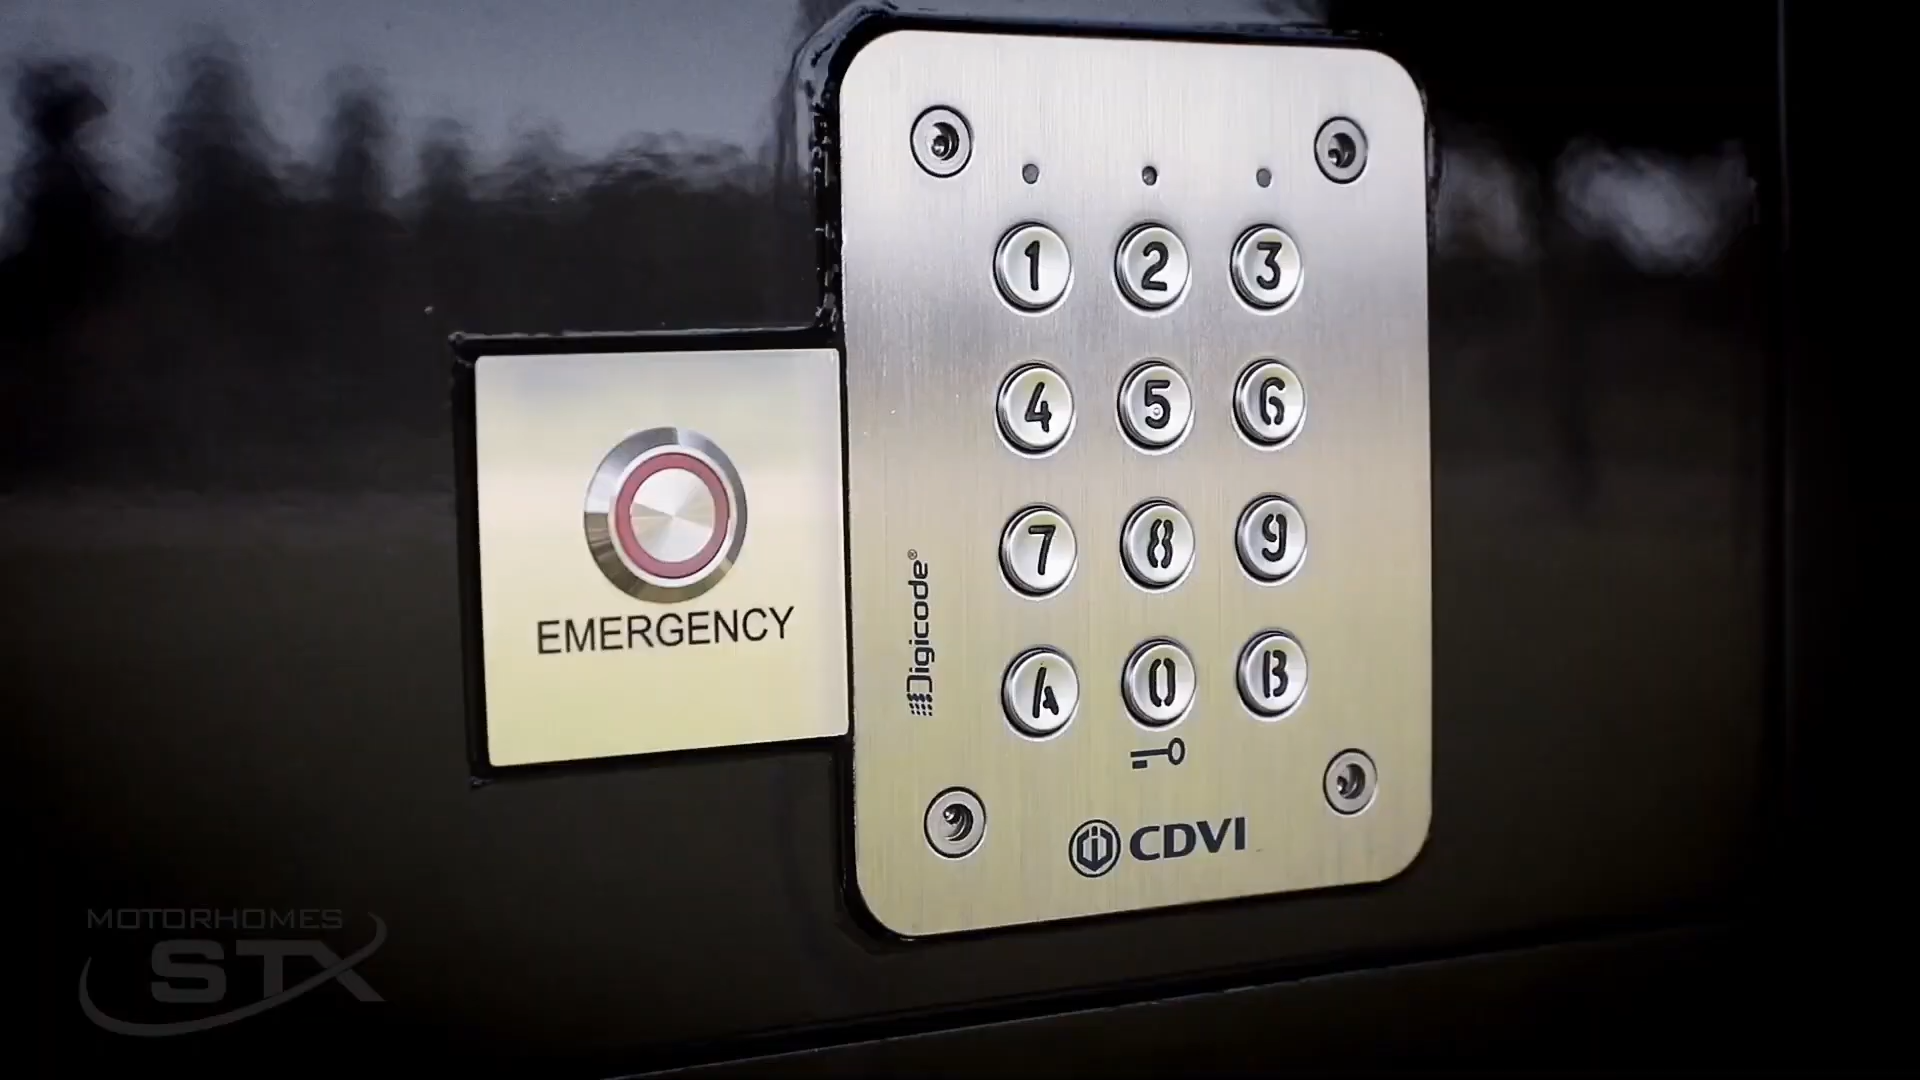 1 2 3
4 5 6
7 8 9
A 0 B
EMERGENCY
Digicode®
CDVI
MOTORHOMES
STX